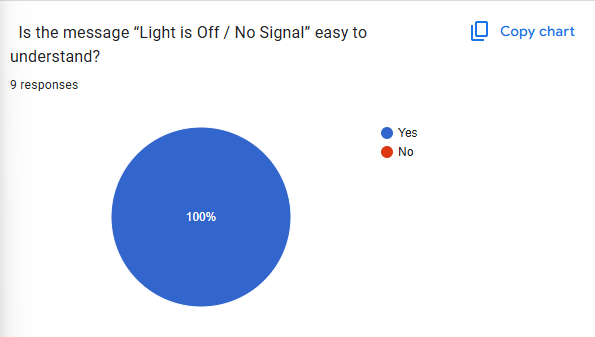 Is the message “Light is Off / No Signal” easy to
understand?
Copy chart
9 responses
100%
Yes
No